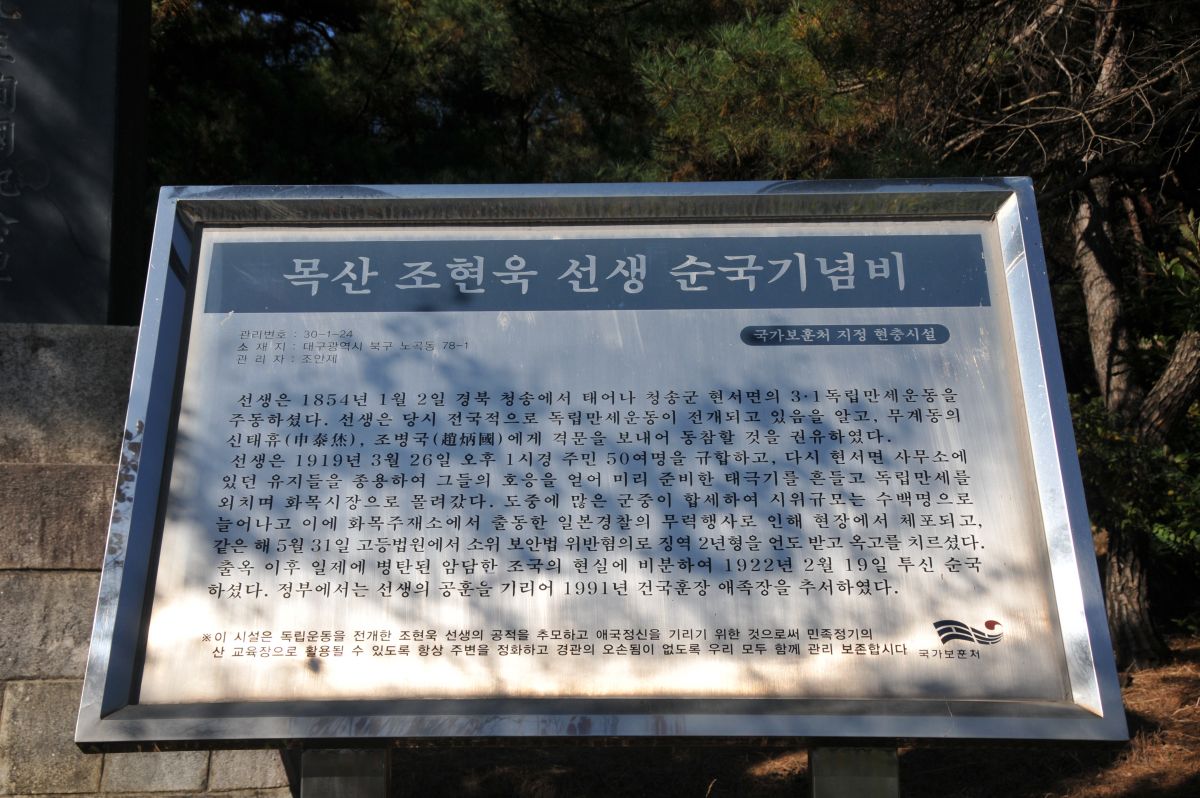 殉國紀念
목산 조현욱 선생 순국기념비
관리번호 : 30-1-24
소 재 지 : 대구광역시 북구 노곡동 78-1
관 리 자 : 조안제
국가보훈처 지정 현충시설
선생은 1854년 1월 2일 경북 청송에서 태어나 청송군 현서면의 3·1독립만세운동을
주동하셨다. 선생은 당시 전국적으로 독립만세운동이 전개되고 있음을 알고, 무계동의
신태휴(申泰烋), 조병국(趙炳國)에게 격문을 보내어 동참할 것을 권유하였다.
선생은 1919년 3월 26일 오후 1시경 주민 50여명을 규합하고, 다시 현서면 사무소에
있던 유지들을 종용하여 그들의 호응을 얻어 미리 준비한 태극기를 흔들고 독립만세를
외치며 화목시장으로 몰려갔다. 도중에 많은 군중이 합세하여 시위규모는 수백명으로
늘어나고 이에 화목주재소에서 출동한 일본경찰의 무력행사로 인해 현장에서 체포되고,
같은 해 5월 31일 고등법원에서 소위 보안법 위반혐의로 징역 2년형을 언도 받고 옥고를 치르셨다.
출옥 이후 일제에 병탄된 암담한 조국의 현실에 비분하여 1922년 2월 19일 투신 순국
하셨다. 정부에서는 선생의 공훈을 기리어 1991년 건국훈장 애족장을 추서하였다.
※이 시설은 독립운동을 전개한 조현욱 선생의 공적을 추모하고 애국정신을 기리기 위한 것으로써 민족정기의
산 교육장으로 활용될 수 있도록 항상 주변을 정화하고 경관의 오손됨이 없도록 우리 모두 함께 관리 보존합시다
국가보훈처